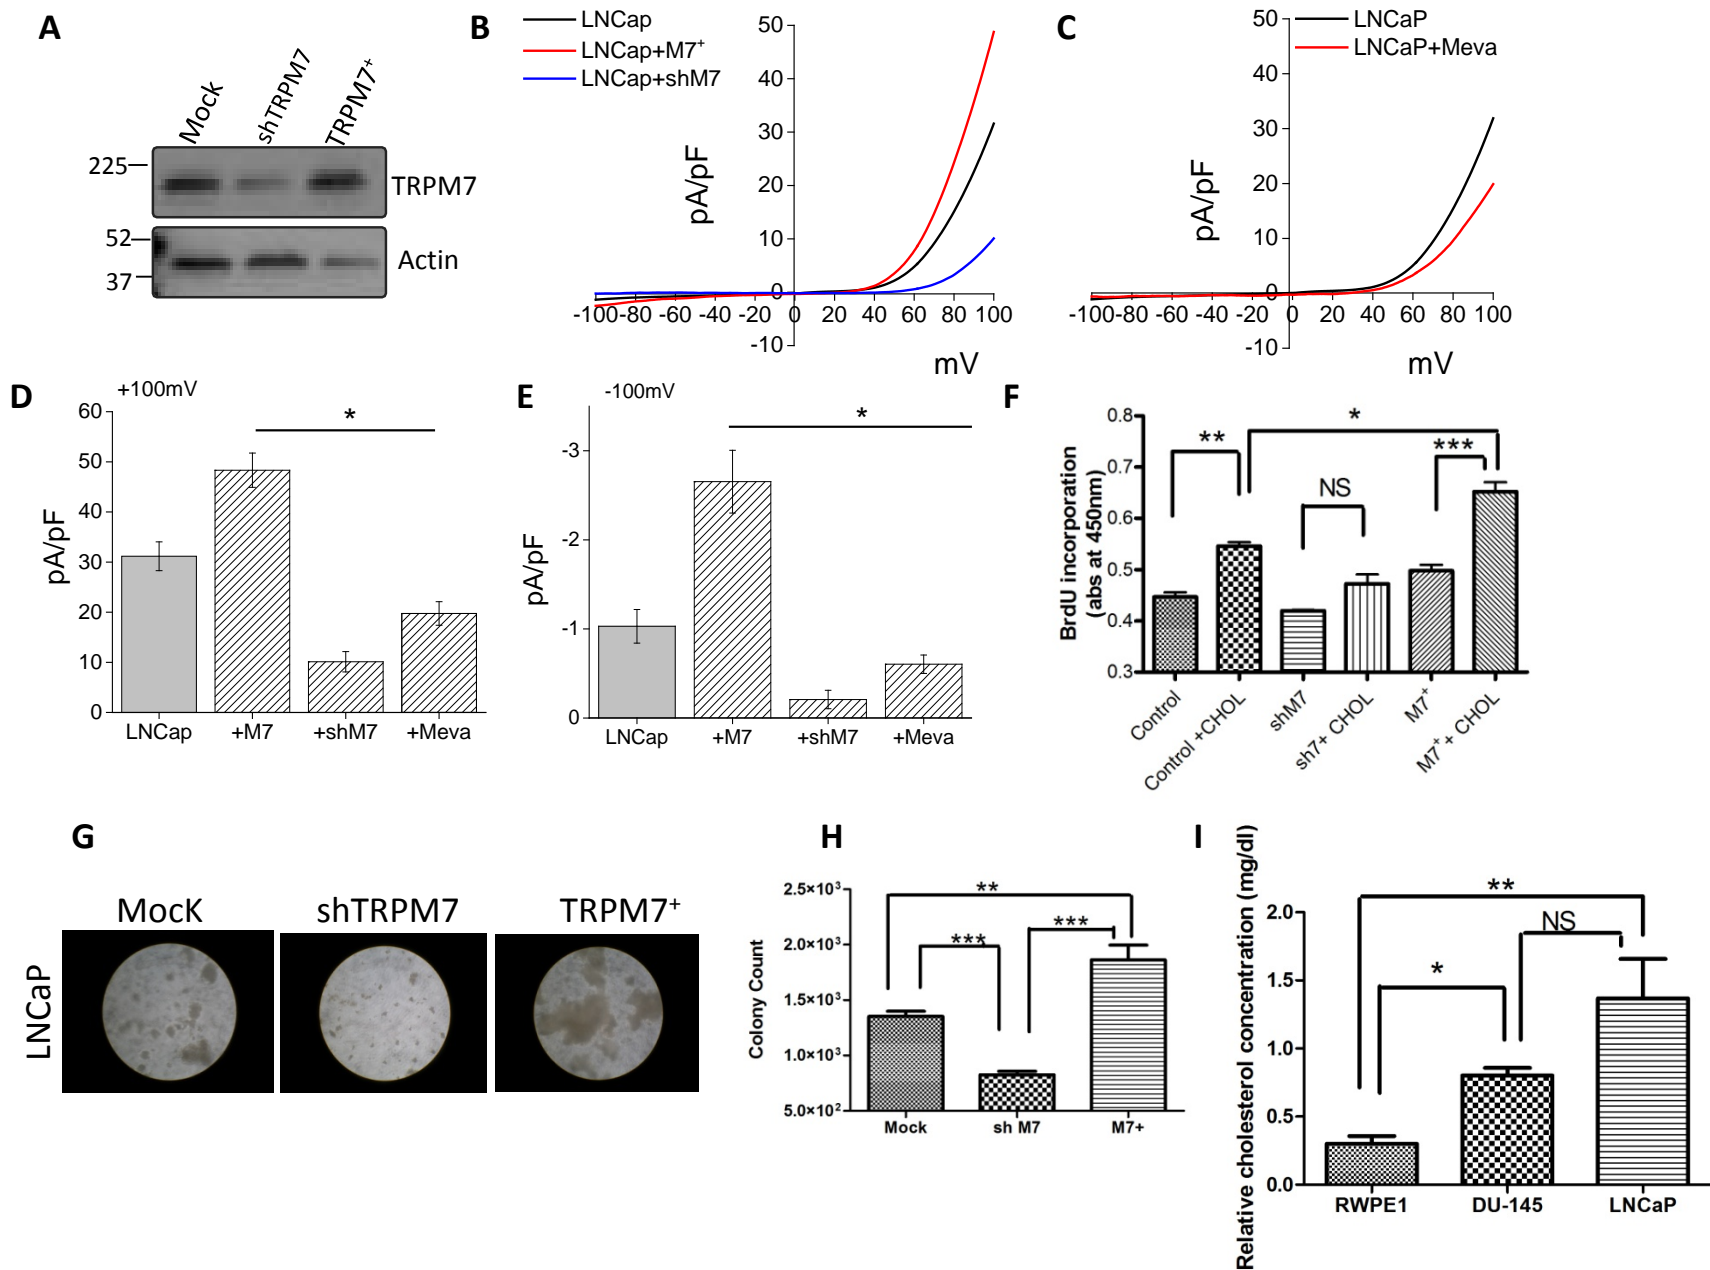 A
Mock
shTRPM7
TRPM7⁺
225
TRPM7
52
37
Actin
B
LNCap
LNCap+M7⁺
LNCap+shM7
50
40
30
20
10
0
-10
pA/pF
-100 -80 -60 -40 -20 0 20 40 60 80 100
mV
C
LNCaP
LNCaP+Meva
50
40
30
20
10
0
-10
pA/pF
-100 -80 -60 -40 -20 0 20 40 60 80 100
mV
D
+100mV
*
60
50
40
30
20
10
0
pA/pF
LNCap +M7 +shM7 +Meva
E
-100mV
*
-3
-2
-1
0
pA/pF
LNCap +M7 +shM7 +Meva
F
*
**
***
NS
0.8
0.7
0.6
0.5
0.4
0.3
BrdU incorporation
(abs at 450nm)
Control
Control +CHOL
shM7
sh7+ CHOL
M7⁺
M7⁺+ CHOL
G
MocK shTRPM7 TRPM7⁺
LNCaP
H
**
***
***
2.5×10³
2.0×10³
1.5×10³
1.0×10³
5.0×10²
Colony Count
Mock sh M7 M7+
I
**
NS
*
2.0
1.5
1.0
0.5
0.0
Relative cholesterol concentration (mg/dl)
RWPE1 DU-145 LNCaP